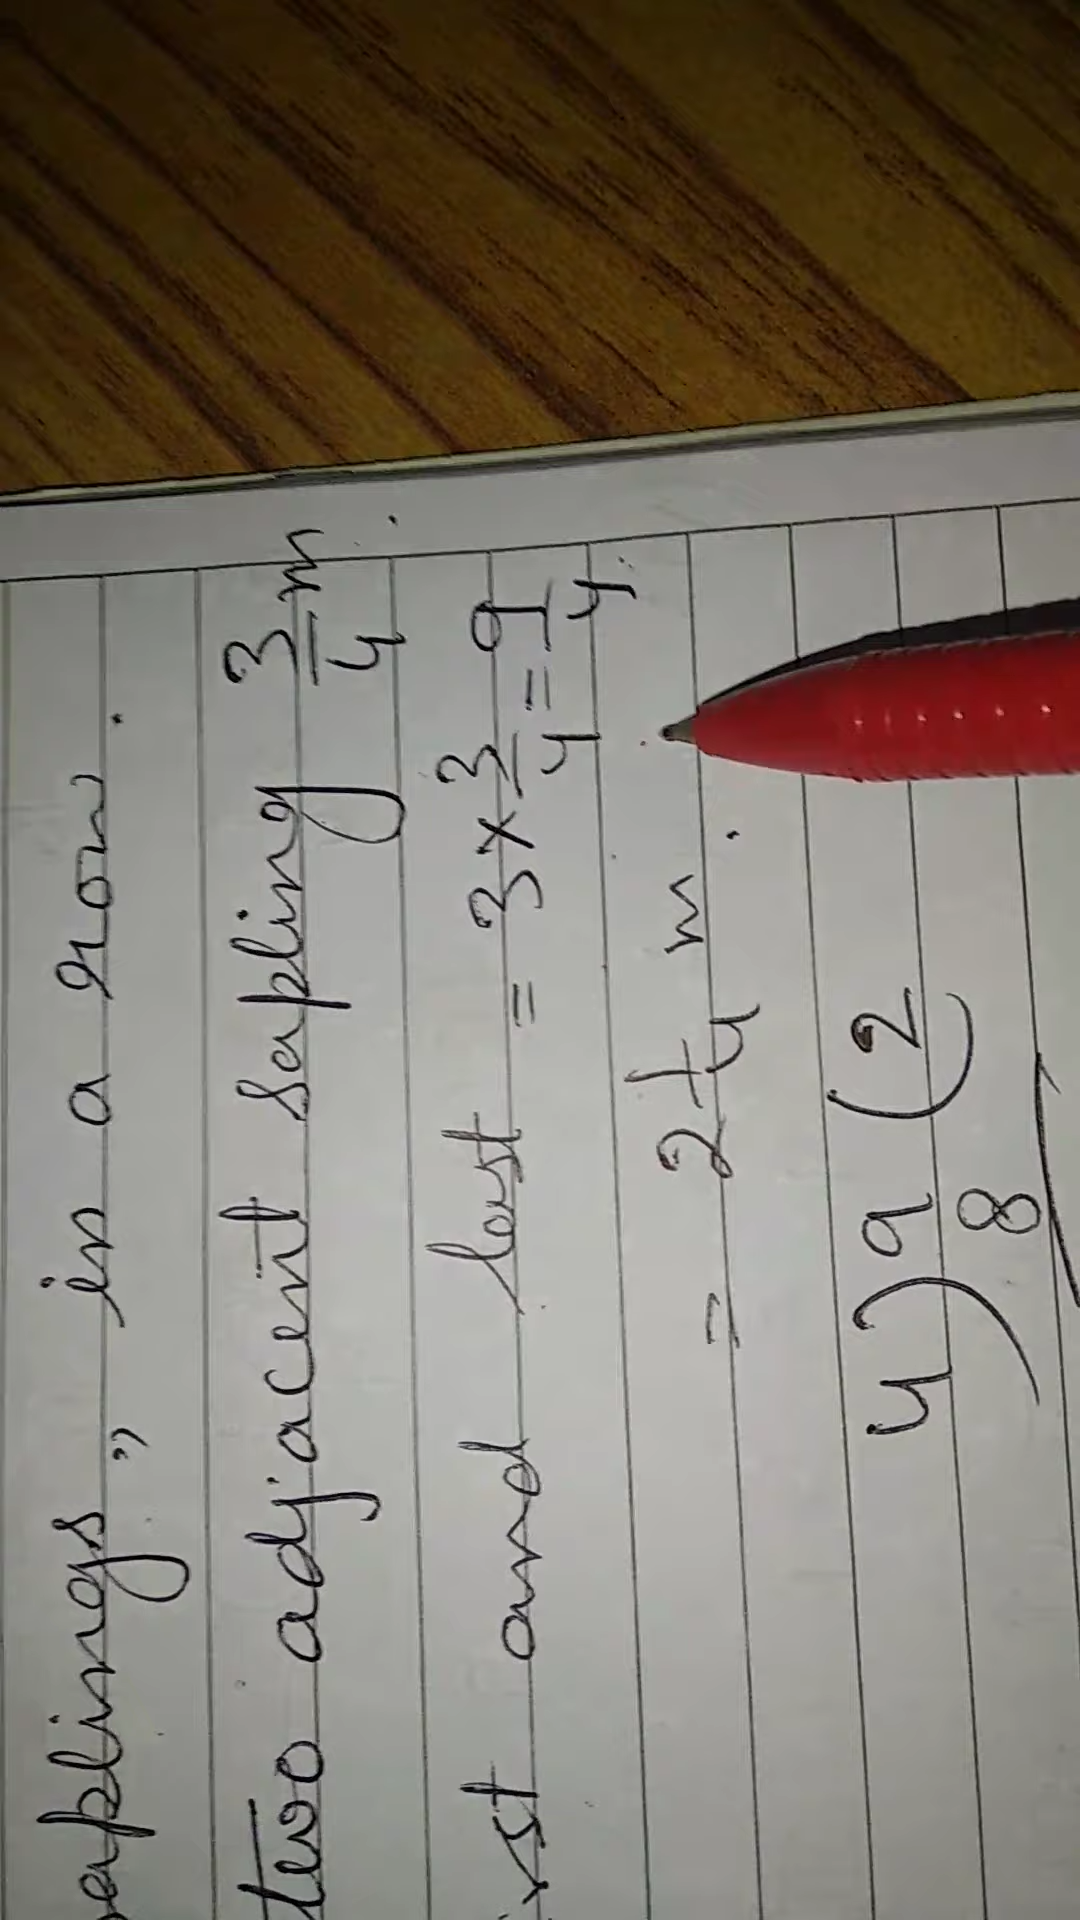 saplings " in a row.
two adjacent sapling 3/4 m.
first and last = 3 × 3/4 = 9/4.
= 2 1/4 m.
4)9(2
8